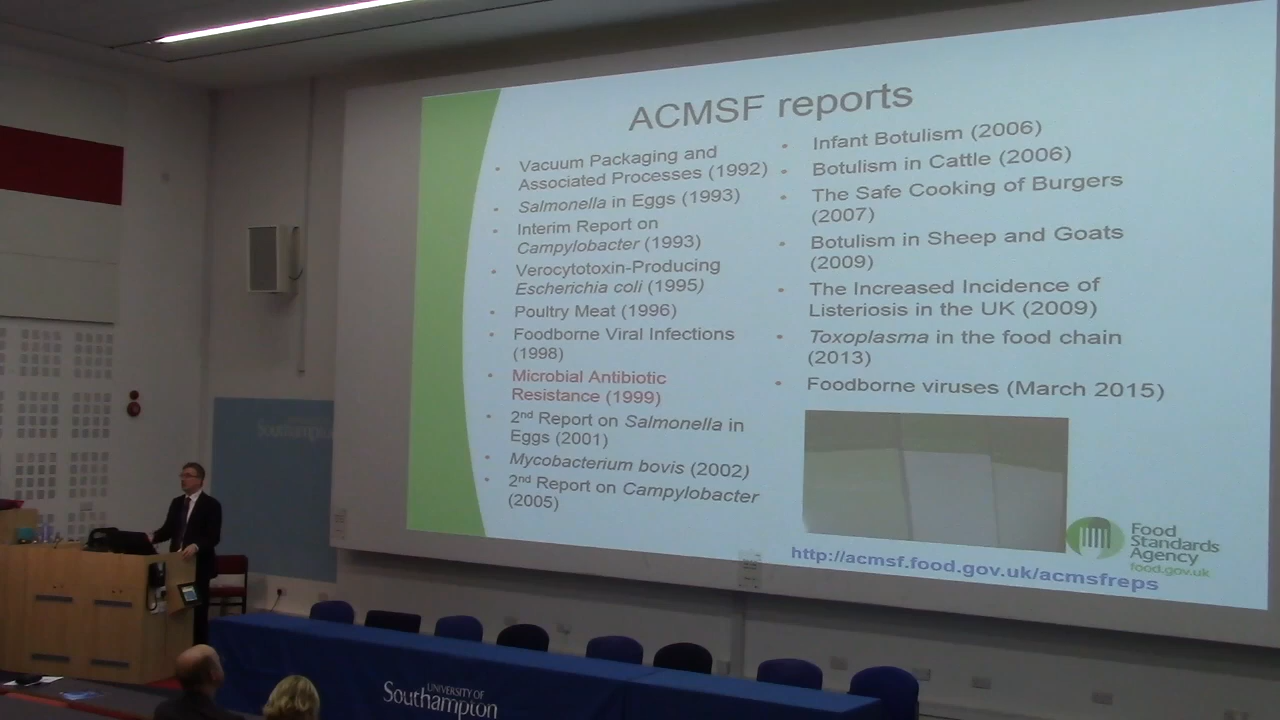 ACMSF reports
Vacuum Packaging and
Associated Processes (1992)
Salmonella in Eggs (1993)
Interim Report on
Campylobacter (1993)
Verocytotoxin-Producing
Escherichia coli (1995)
Poultry Meat (1996)
Foodborne Viral Infections
(1998)
Microbial Antibiotic
Resistance (1999)
2nd Report on Salmonella in
Eggs (2001)
Mycobacterium bovis (2002)
2nd Report on Campylobacter
(2005)
Infant Botulism (2006)
Botulism in Cattle (2006)
The Safe Cooking of Burgers
(2007)
Botulism in Sheep and Goats
(2009)
The Increased Incidence of
Listeriosis in the UK (2009)
Toxoplasma in the food chain
(2013)
Foodborne viruses (March 2015)
Food
Standards
Agency
food.gov.uk
http://acmsf.food.gov.uk/acmsfreps
Southampton
UNIVERSITY OF
Southampton